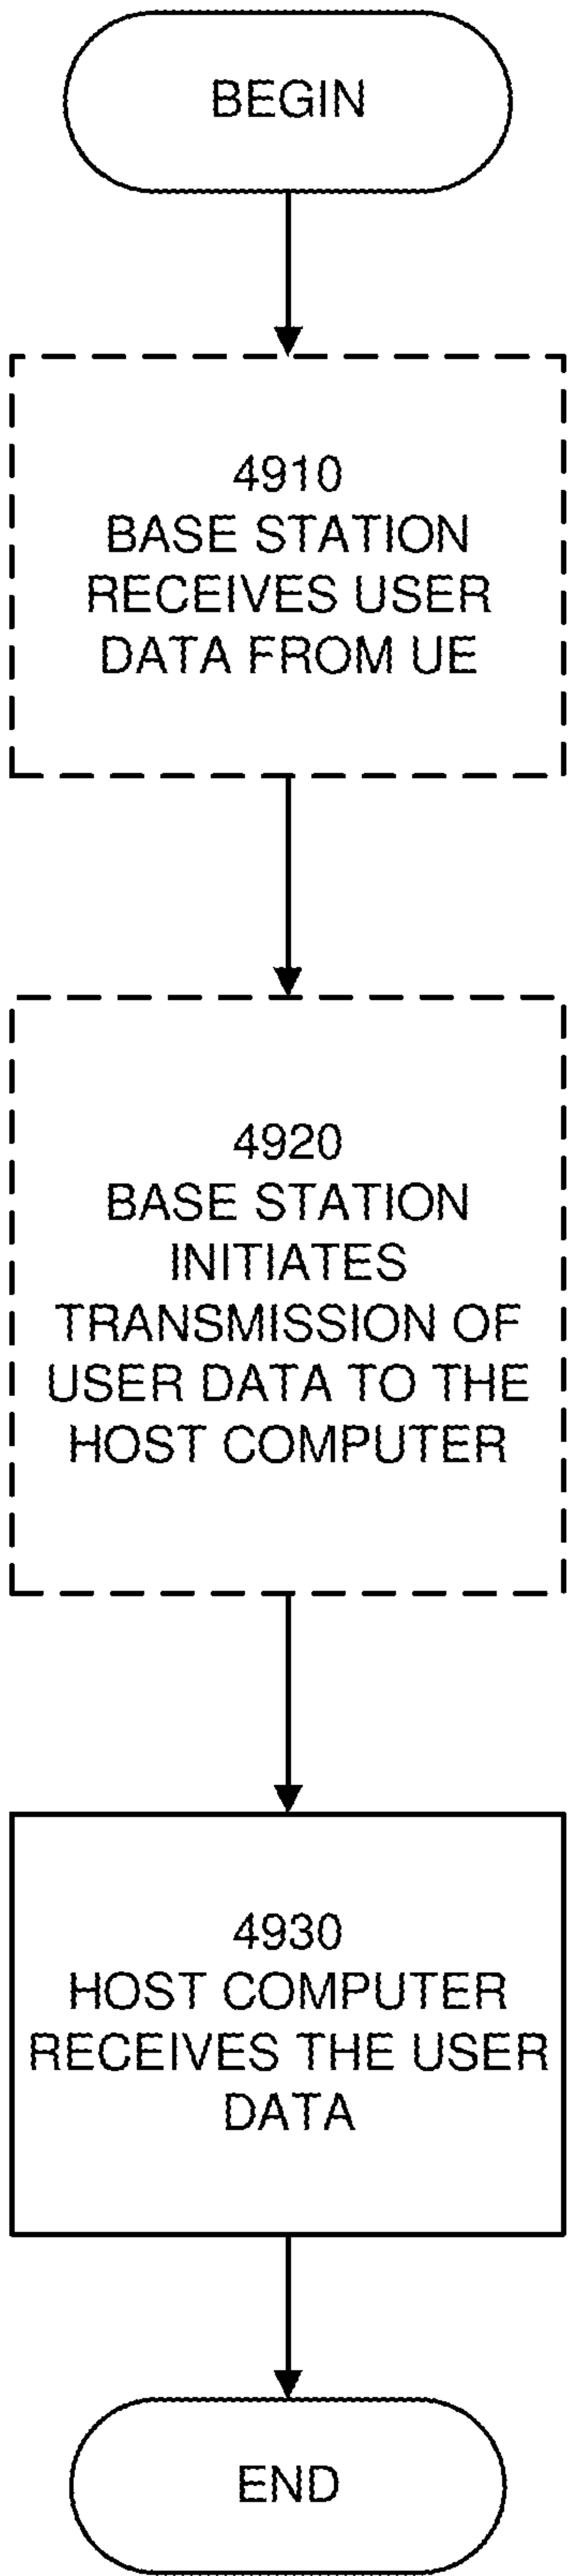 BEGIN
4910
BASE STATION
RECEIVES USER
DATA FROM UE
4920
BASE STATION
INITIATES
TRANSMISSION OF
USER DATA TO THE
HOST COMPUTER
4930
HOST COMPUTER
RECEIVES THE USER
DATA
END